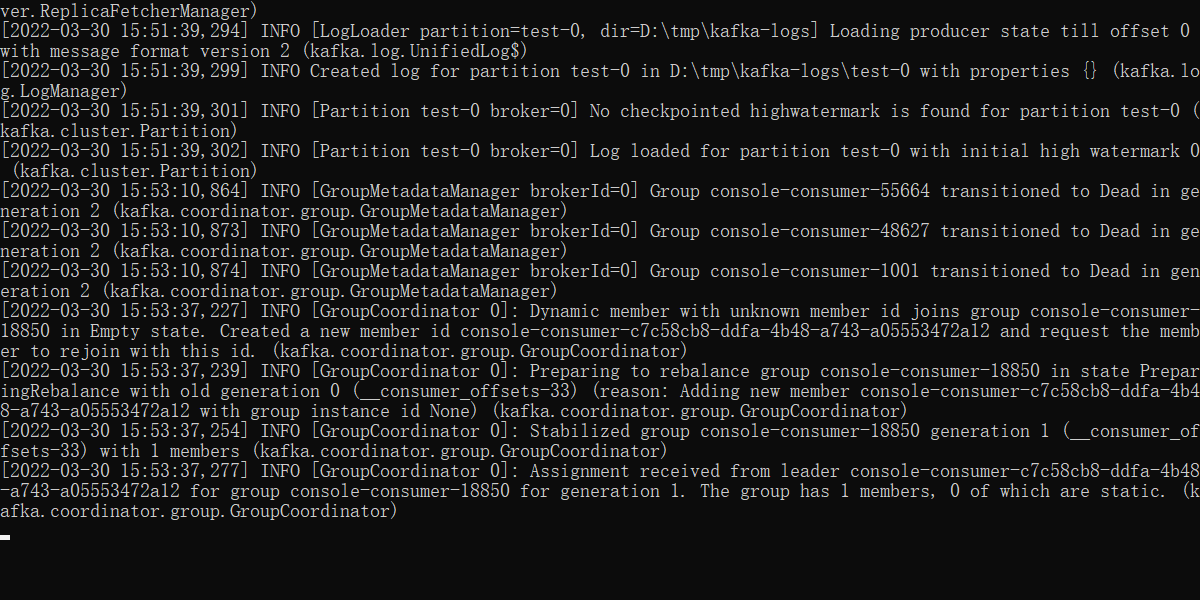 ver.ReplicaFetcherManager)
[2022-03-30 15:51:39,294] INFO [LogLoader partition=test-0, dir=D:\tmp\kafka-logs] Loading producer state till offset 0
with message format version 2 (kafka.log.UnifiedLog$)
[2022-03-30 15:51:39,299] INFO Created log for partition test-0 in D:\tmp\kafka-logs\test-0 with properties {} (kafka.lo
g.LogManager)
[2022-03-30 15:51:39,301] INFO [Partition test-0 broker=0] No checkpointed highwatermark is found for partition test-0 (
kafka.cluster.Partition)
[2022-03-30 15:51:39,302] INFO [Partition test-0 broker=0] Log loaded for partition test-0 with initial high watermark 0
 (kafka.cluster.Partition)
[2022-03-30 15:53:10,864] INFO [GroupMetadataManager brokerId=0] Group console-consumer-55664 transitioned to Dead in ge
neration 2 (kafka.coordinator.group.GroupMetadataManager)
[2022-03-30 15:53:10,873] INFO [GroupMetadataManager brokerId=0] Group console-consumer-48627 transitioned to Dead in ge
neration 2 (kafka.coordinator.group.GroupMetadataManager)
[2022-03-30 15:53:10,874] INFO [GroupMetadataManager brokerId=0] Group console-consumer-1001 transitioned to Dead in gen
eration 2 (kafka.coordinator.group.GroupMetadataManager)
[2022-03-30 15:53:37,227] INFO [GroupCoordinator 0]: Dynamic member with unknown member id joins group console-consumer-
18850 in Empty state. Created a new member id console-consumer-c7c58cb8-ddfa-4b48-a743-a05553472a12 and request the memb
er to rejoin with this id. (kafka.coordinator.group.GroupCoordinator)
[2022-03-30 15:53:37,239] INFO [GroupCoordinator 0]: Preparing to rebalance group console-consumer-18850 in state Prepar
ingRebalance with old generation 0 (__consumer_offsets-33) (reason: Adding new member console-consumer-c7c58cb8-ddfa-4b4
8-a743-a05553472a12 with group instance id None) (kafka.coordinator.group.GroupCoordinator)
[2022-03-30 15:53:37,254] INFO [GroupCoordinator 0]: Stabilized group console-consumer-18850 generation 1 (__consumer_of
fsets-33) with 1 members (kafka.coordinator.group.GroupCoordinator)
[2022-03-30 15:53:37,277] INFO [GroupCoordinator 0]: Assignment received from leader console-consumer-c7c58cb8-ddfa-4b48
-a743-a05553472a12 for group console-consumer-18850 for generation 1. The group has 1 members, 0 of which are static. (k
afka.coordinator.group.GroupCoordinator)